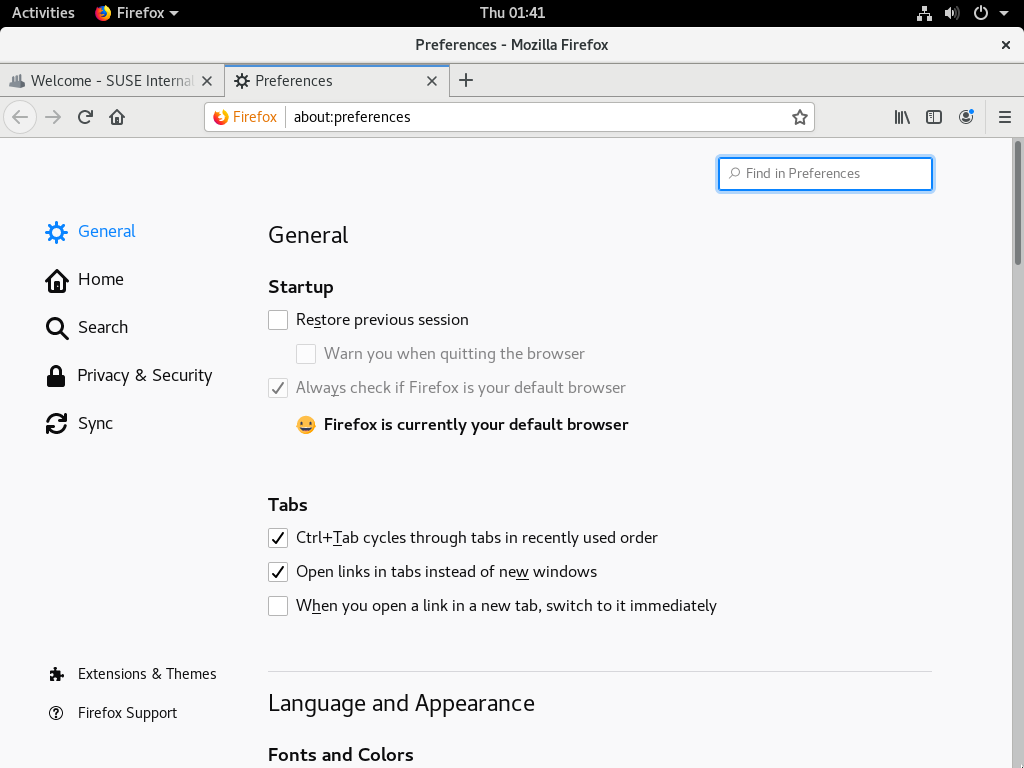 Activities Firefox Thu 01:41
Preferences - Mozilla Firefox
Welcome - SUSE Internal Preferences
Firefox about:preferences
Find in Preferences
General
Home
Search
Privacy & Security
Sync
Extensions & Themes
Firefox Support
General
Startup
Restore previous session
Warn you when quitting the browser
Always check if Firefox is your default browser
Firefox is currently your default browser
Tabs
Ctrl+Tab cycles through tabs in recently used order
Open links in tabs instead of new windows
When you open a link in a new tab, switch to it immediately
Language and Appearance
Fonts and Colors